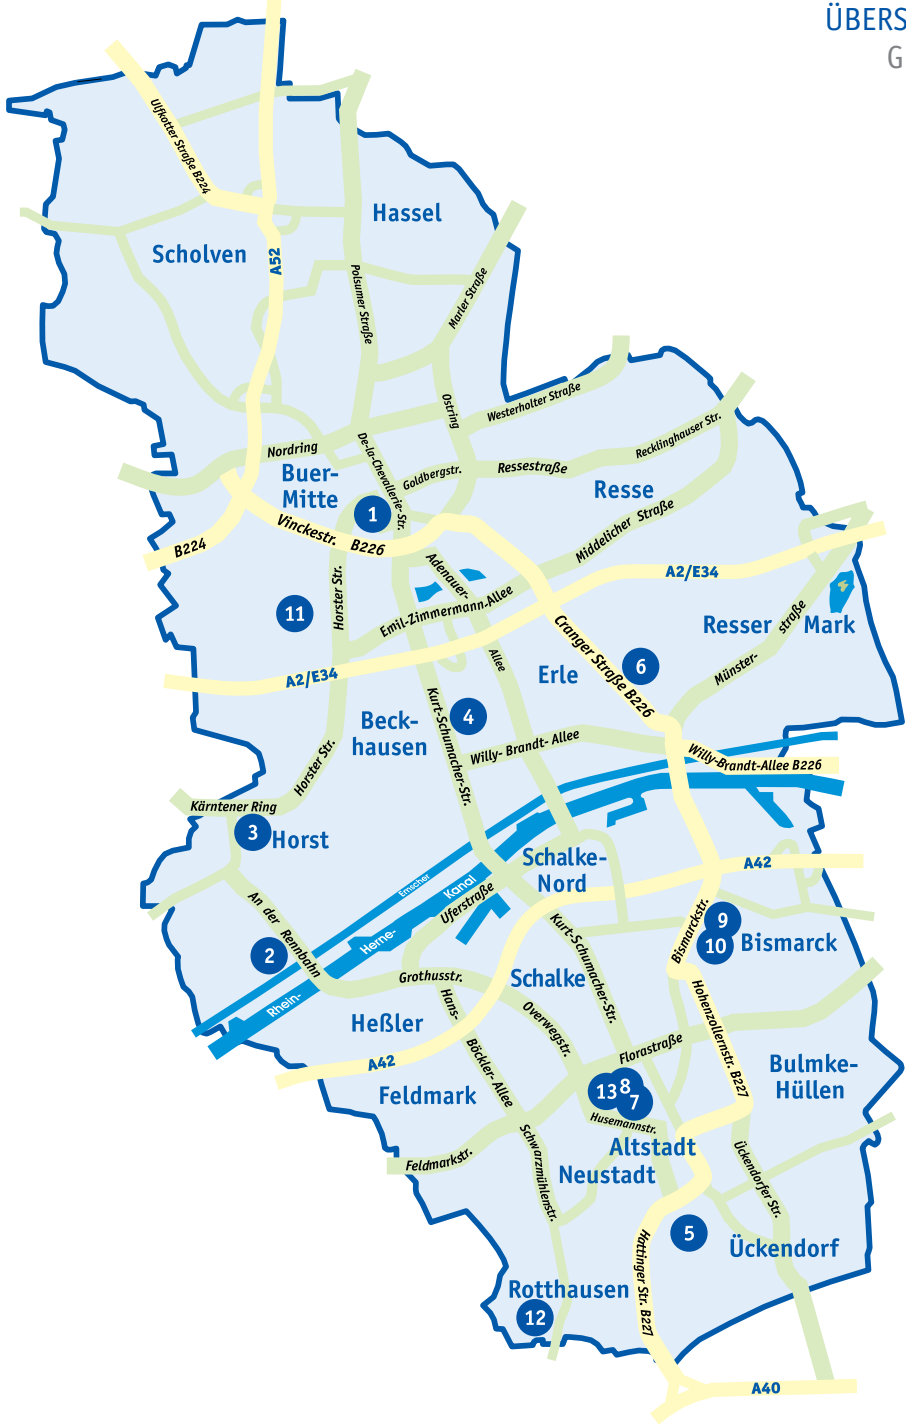 ÜBERS
G
Ulfkotter Straße B224
Hassel
Scholven
A52
Polsumer Straße
Marler Straße
Ostring
Westerholter Straße
Recklinghauser Str.
Nordring
De-la-Chevallerie-Str.
Goldbergstr.
Ressestraße
Buer-
Mitte
Resse
1
Vinckestr. B226
Middelicher Straße
B224
Adenauer-
Allee
A2/E34
Horster Str.
Emil-Zimmermann-Allee
11
Resser Mark
Münster-
straße
Cranger Straße B226
6
Erle
A2/E34
Beck-
hausen
4
Kurt-Schumacher-Str.
Willy- Brandt- Allee
Willy-Brandt-Allee B226
Horster Str.
Kärntener Ring
3
Horst
Schalke-
Nord
A42
Emscher
Kanal
Uferstraße
An der
Rennbahn
Herne-
Rhein-
2
Kurt-Schumacher-Str.
Bismarckstr.
9
10
Bismarck
Grothusstr.
Schalke
Hans-
Böckler- Allee
Overwegstr.
Heßler
Hohenzollernstr. B227
A42
Florastraße
Bulmke-
Hüllen
Feldmark
13
8
7
Husemannstr.
Altstadt
Neustadt
Feldmarkstr.
Schwarzmühlenstr.
Ückendorfer Str.
5
Ückendorf
Hattinger Str. B227
Rotthausen
12
A40